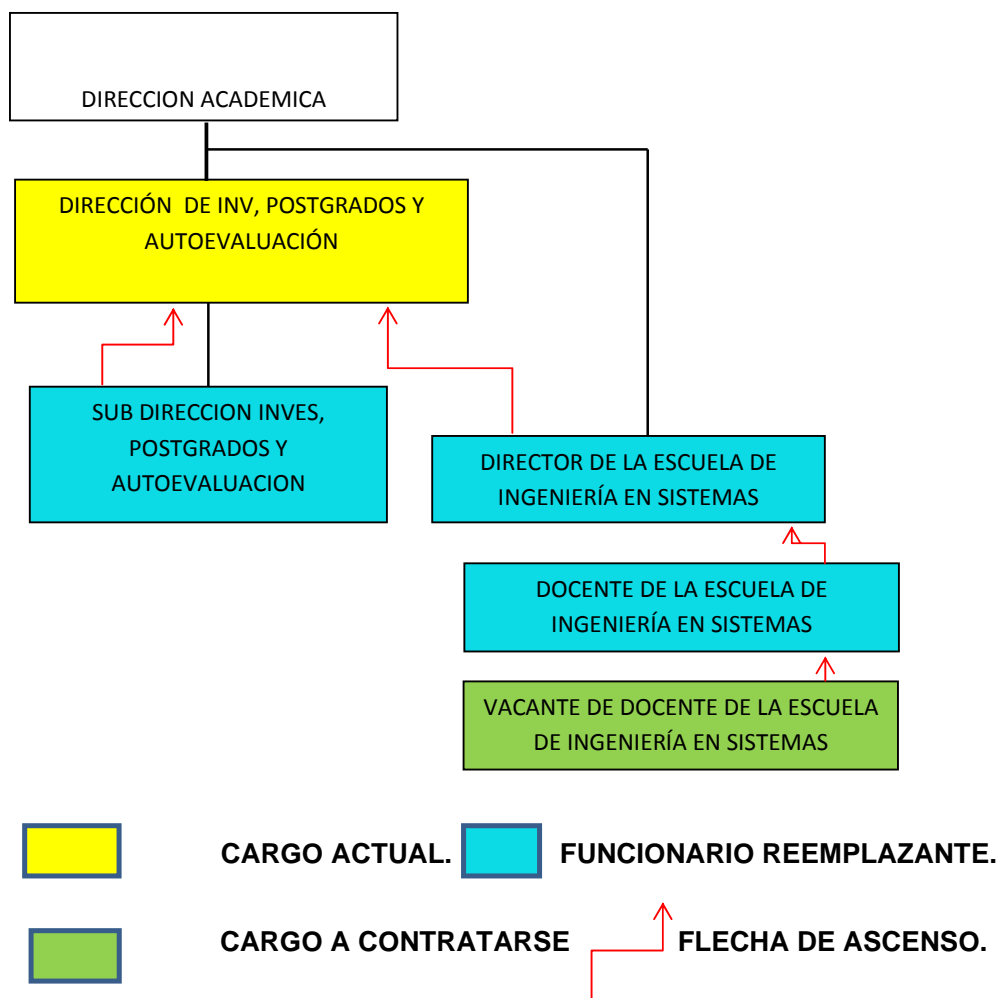 DIRECCION ACADEMICA
DIRECCIÓN DE INV, POSTGRADOS Y
AUTOEVALUACIÓN
SUB DIRECCION INVES,
POSTGRADOS Y
AUTOEVALUACION
DIRECTOR DE LA ESCUELA DE
INGENIERÍA EN SISTEMAS
DOCENTE DE LA ESCUELA DE
INGENIERÍA EN SISTEMAS
VACANTE DE DOCENTE DE LA ESCUELA
DE INGENIERÍA EN SISTEMAS
CARGO ACTUAL.
FUNCIONARIO REEMPLAZANTE.
CARGO A CONTRATARSE
FLECHA DE ASCENSO.